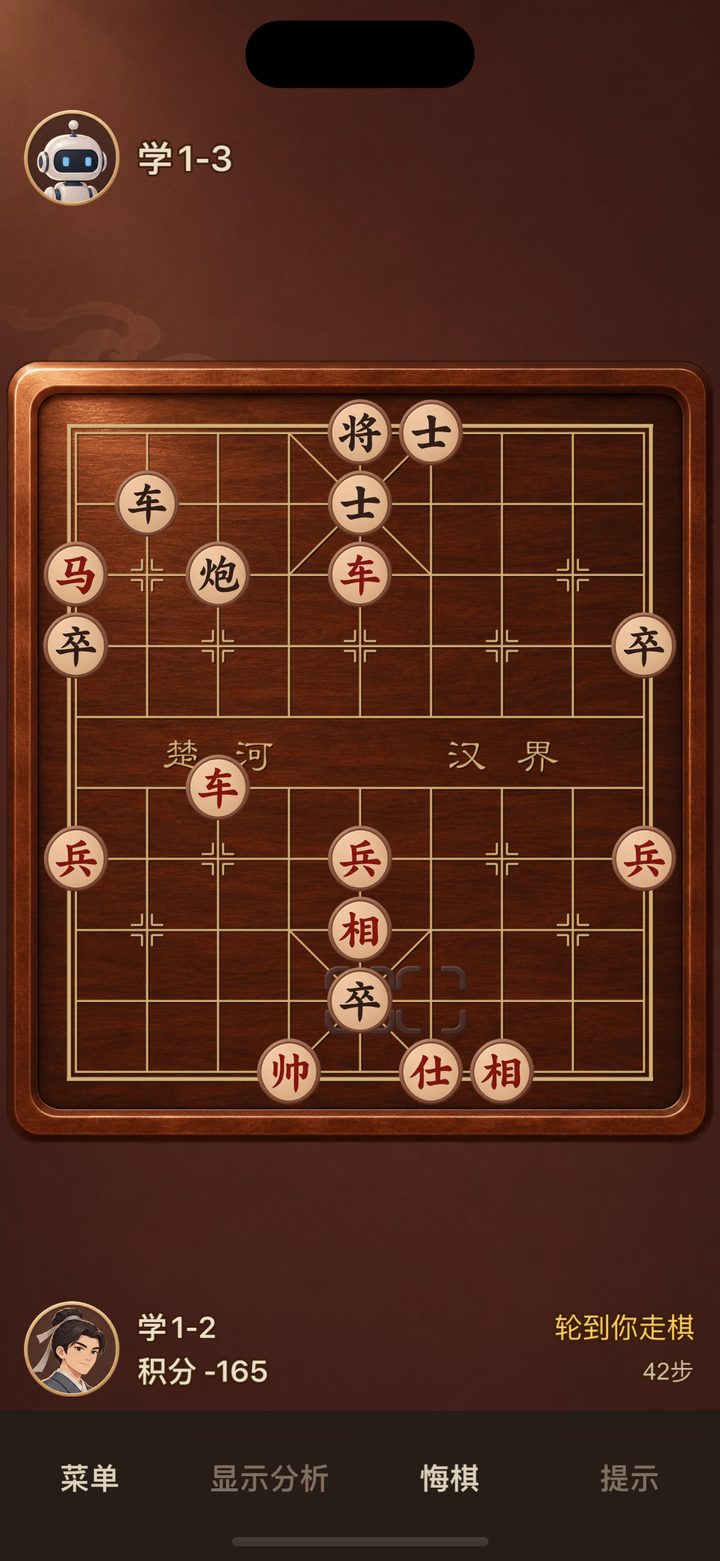 学1-3
将 士
车 士
马 炮 车
卒 卒
楚 河 汉 界
车
兵 兵 兵
相
卒
帅 仕 相
学1-2
轮到你走棋
积分 -165
42步
菜单 显示分析 悔棋 提示